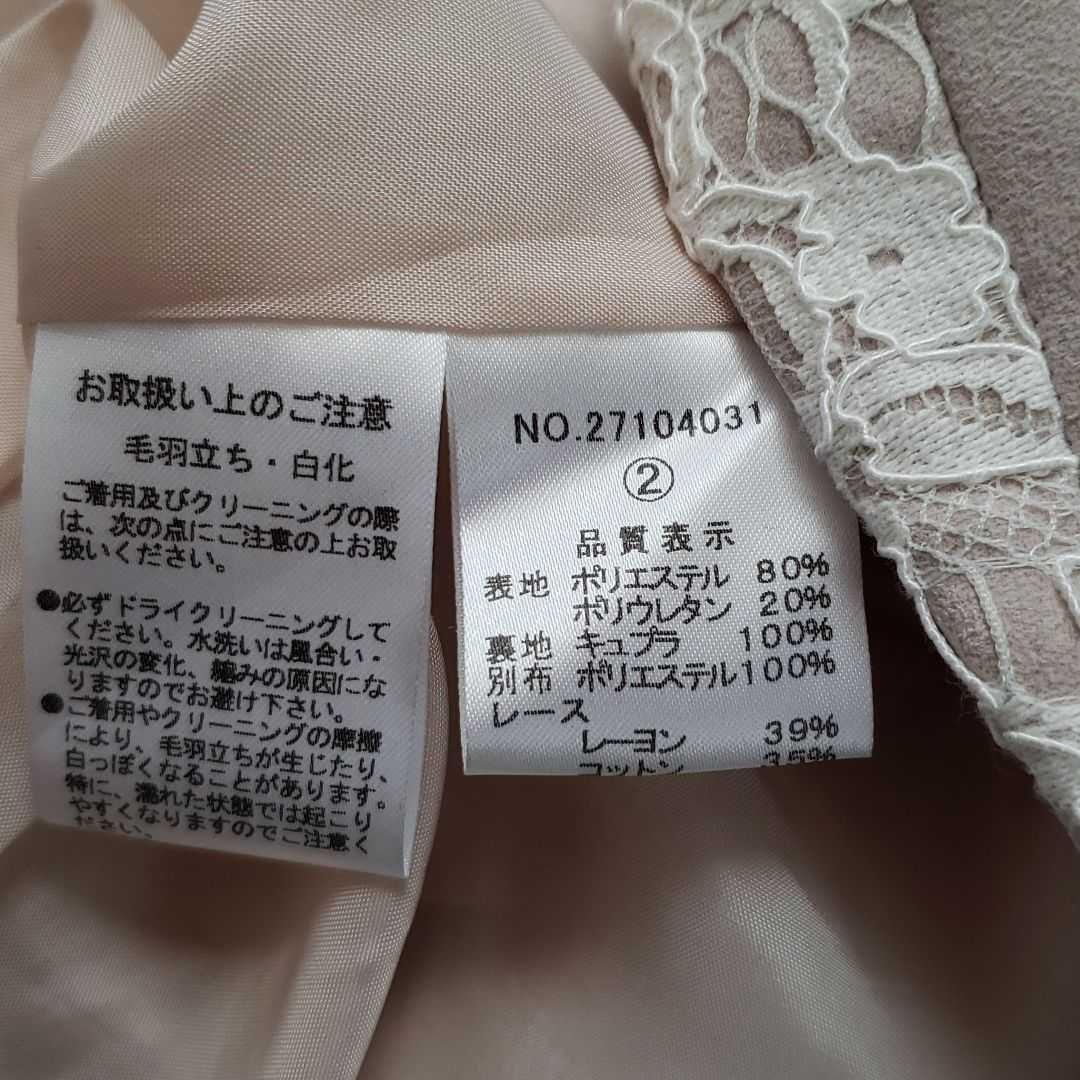 お取扱い上のご注意
毛羽立ち・白化
ご着用及びクリーニングの際
は、次の点にご注意の上お取
扱いください。
●必ずドライクリーニングして
ください。水洗いは風合い・
光沢の変化、縮みの原因にな
りますのでお避け下さい。
●ご着用やクリーニングの摩擦
により、毛羽立ちが生じたり、
白っぽくなることがあります。
特に、濡れた状態では起こり
やすくなりますのでご注意く
ださい。
NO.27104031
②
品質表示
表地 ポリエステル 80%
ポリウレタン 20%
裏地 キュプラ 100%
別布 ポリエステル100%
レース
レーヨン 39%
コットン 35%